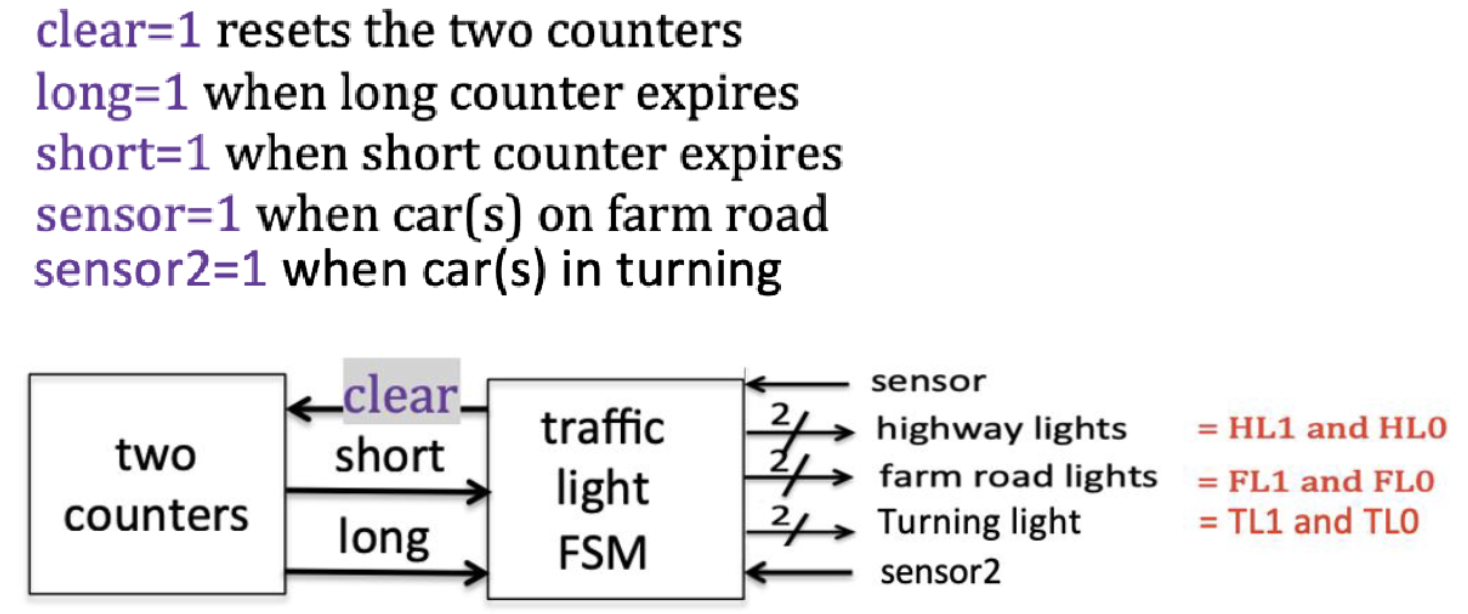 clear=1 resets the two counters
long=1 when long counter expires
short=1 when short counter expires
sensor=1 when car(s) on farm road
sensor2=1 when car(s) in turning
two
counters
clear
short
long
traffic
light
FSM
sensor
2
highway lights = HL1 and HL0
2
farm road lights = FL1 and FL0
2
Turning light = TL1 and TL0
sensor2